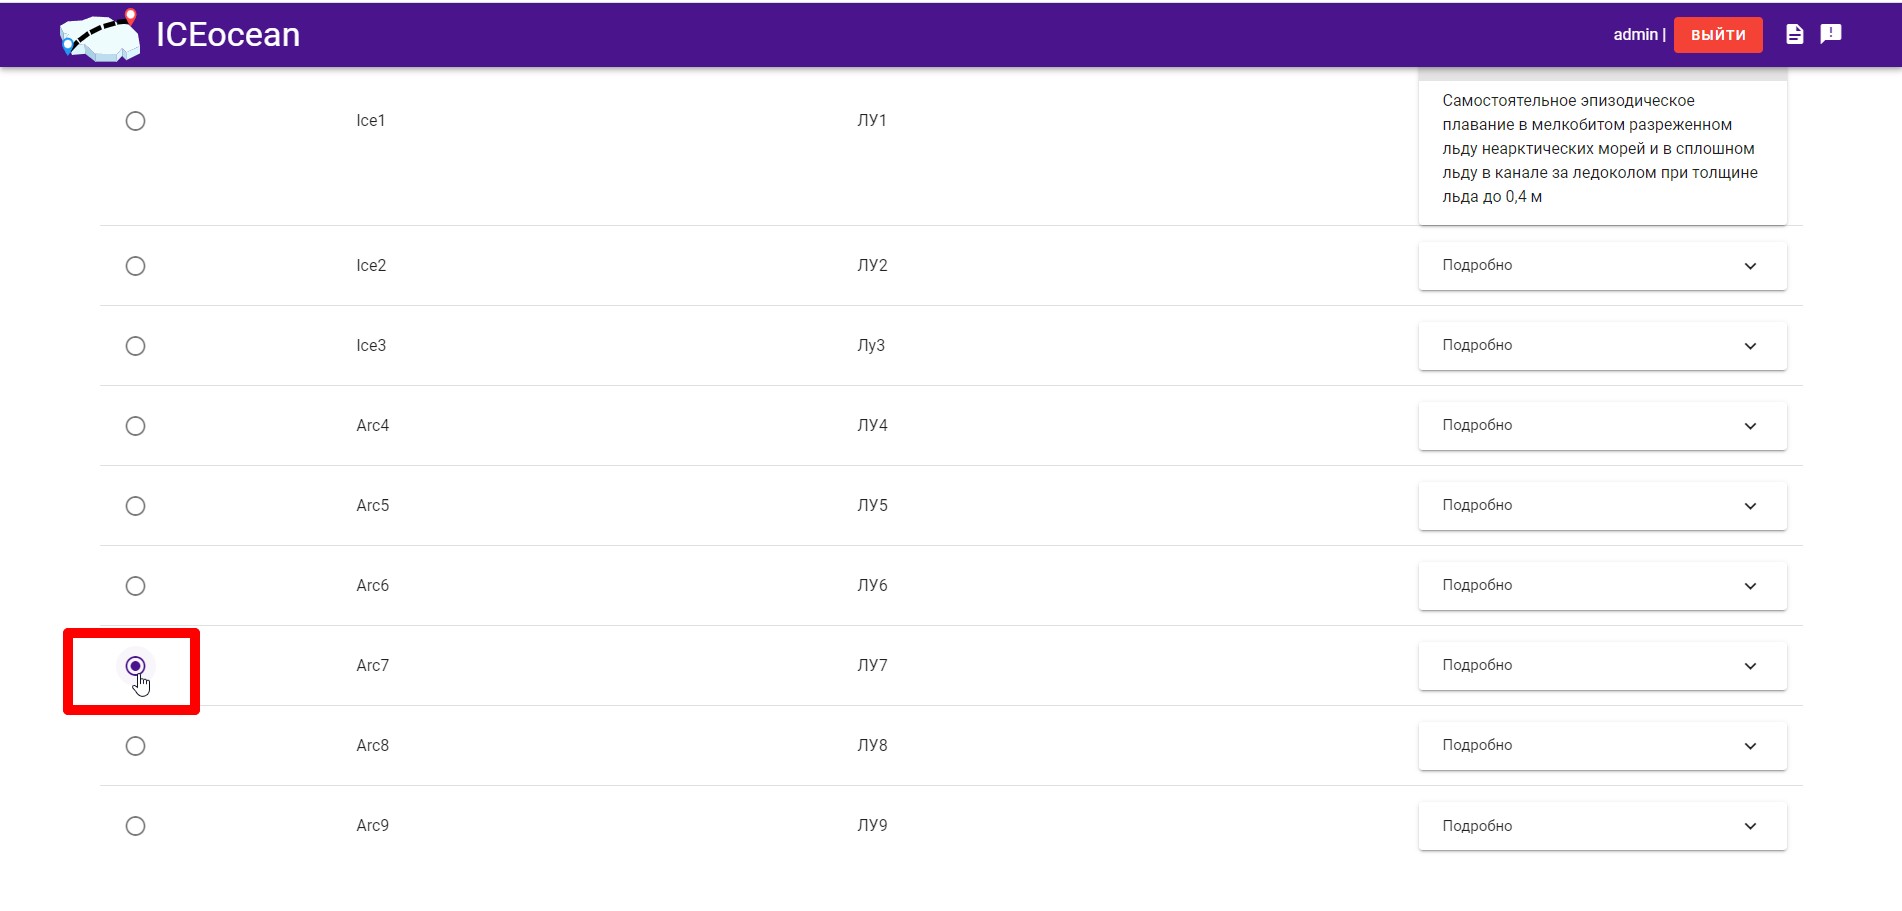 ICEocean
admin | ВЫЙТИ
Ice1 ЛУ1
Самостоятельное эпизодическое
плавание в мелкобитом разреженном
льду неарктических морей и в сплошном
льду в канале за ледоколом при толщине
льда до 0,4 м
Ice2 ЛУ2 Подробно
Ice3 Лу3 Подробно
Arc4 ЛУ4 Подробно
Arc5 ЛУ5 Подробно
Arc6 ЛУ6 Подробно
Arc7 ЛУ7 Подробно
Arc8 ЛУ8 Подробно
Arc9 ЛУ9 Подробно